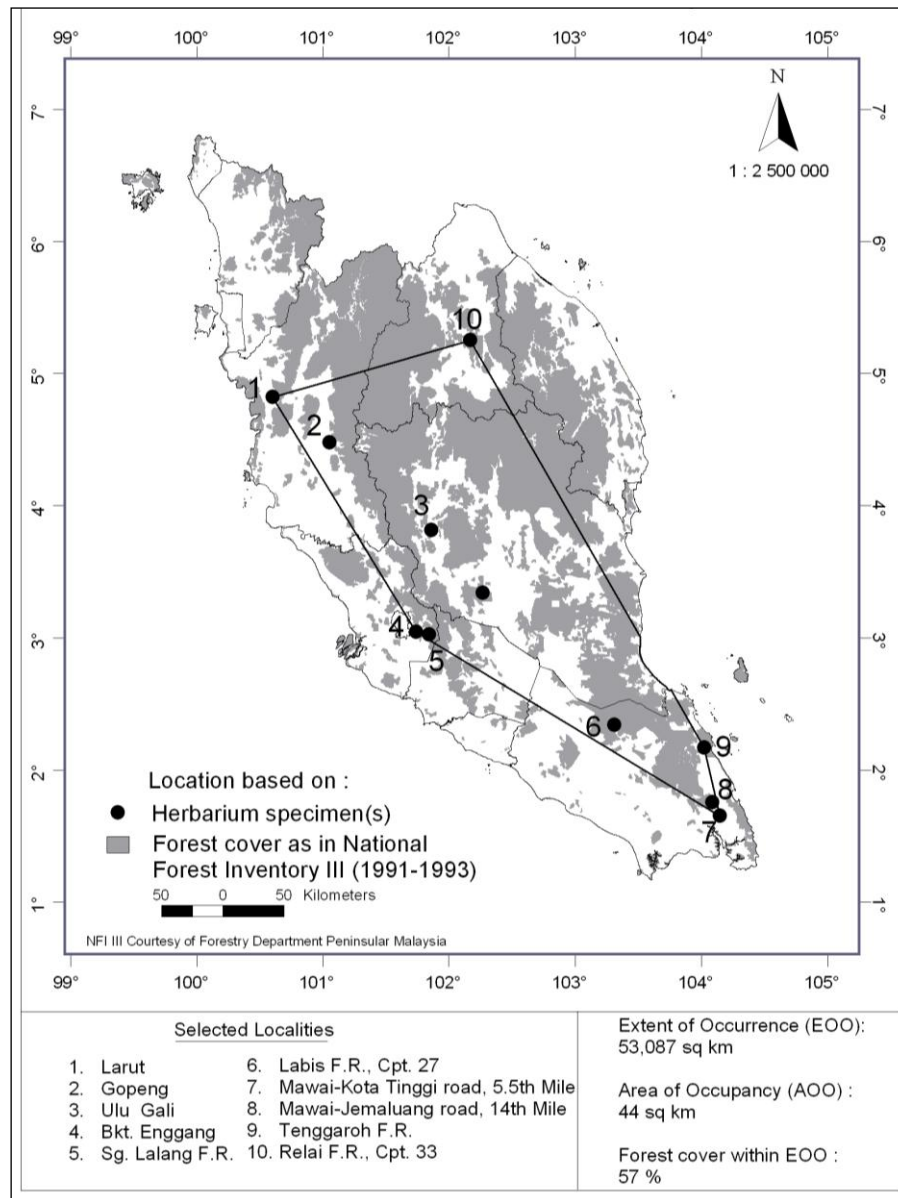 99° 100° 101° 102° 103° 104° 105°
N
1 : 2 500 000
7° 7°
6° 6°
5° 5°
4° 4°
3° 3°
2° 2°
1° 1°
10
1
2
3
4
5
6
9
8
7
Location based on :
Herbarium specimen(s)
Forest cover as in National
Forest Inventory III (1991-1993)
50 0 50 Kilometers
NFI III Courtesy of Forestry Department Peninsular Malaysia
99° 100° 101° 102° 103° 104° 105°
Selected Localities
1. Larut
2. Gopeng
3. Ulu Gali
4. Bkt. Enggang
5. Sg. Lalang F.R.
6. Labis F.R., Cpt. 27
7. Mawai-Kota Tinggi road, 5.5th Mile
8. Mawai-Jemaluang road, 14th Mile
9. Tenggaroh F.R.
10. Relai F.R., Cpt. 33
Extent of Occurrence (EOO):
53,087 sq km
Area of Occupancy (AOO) :
44 sq km
Forest cover within EOO :
57 %